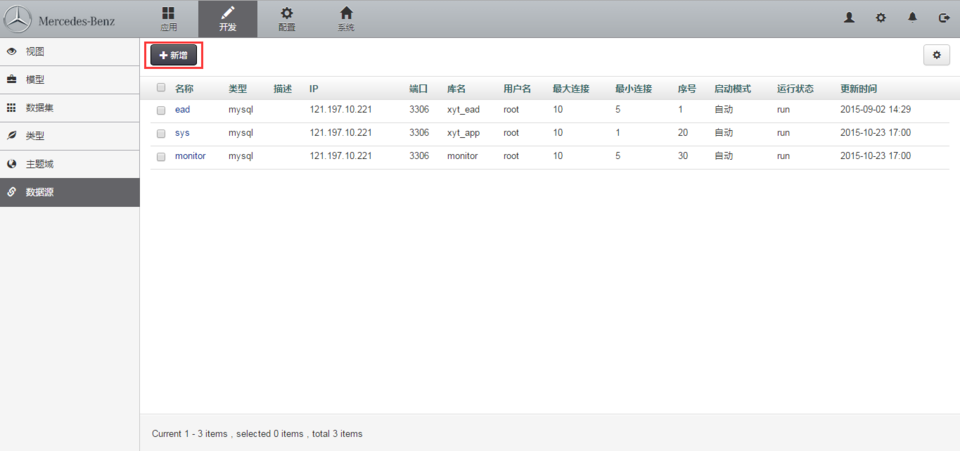 Mercedes-Benz 应用 开发 配置 系统
视图
模型
数据集
类型
主题域
数据源
新增
名称 类型 描述 IP 端口 库名 用户名 最大连接 最小连接 序号 启动模式 运行状态 更新时间
ead mysql 121.197.10.221 3306 xyt_ead root 10 5 1 自动 run 2015-09-02 14:29
sys mysql 121.197.10.221 3306 xyt_app root 10 1 20 自动 run 2015-10-23 17:00
monitor mysql 121.197.10.221 3306 monitor root 10 5 30 自动 run 2015-10-23 17:00
Current 1 - 3 items , selected 0 items , total 3 items